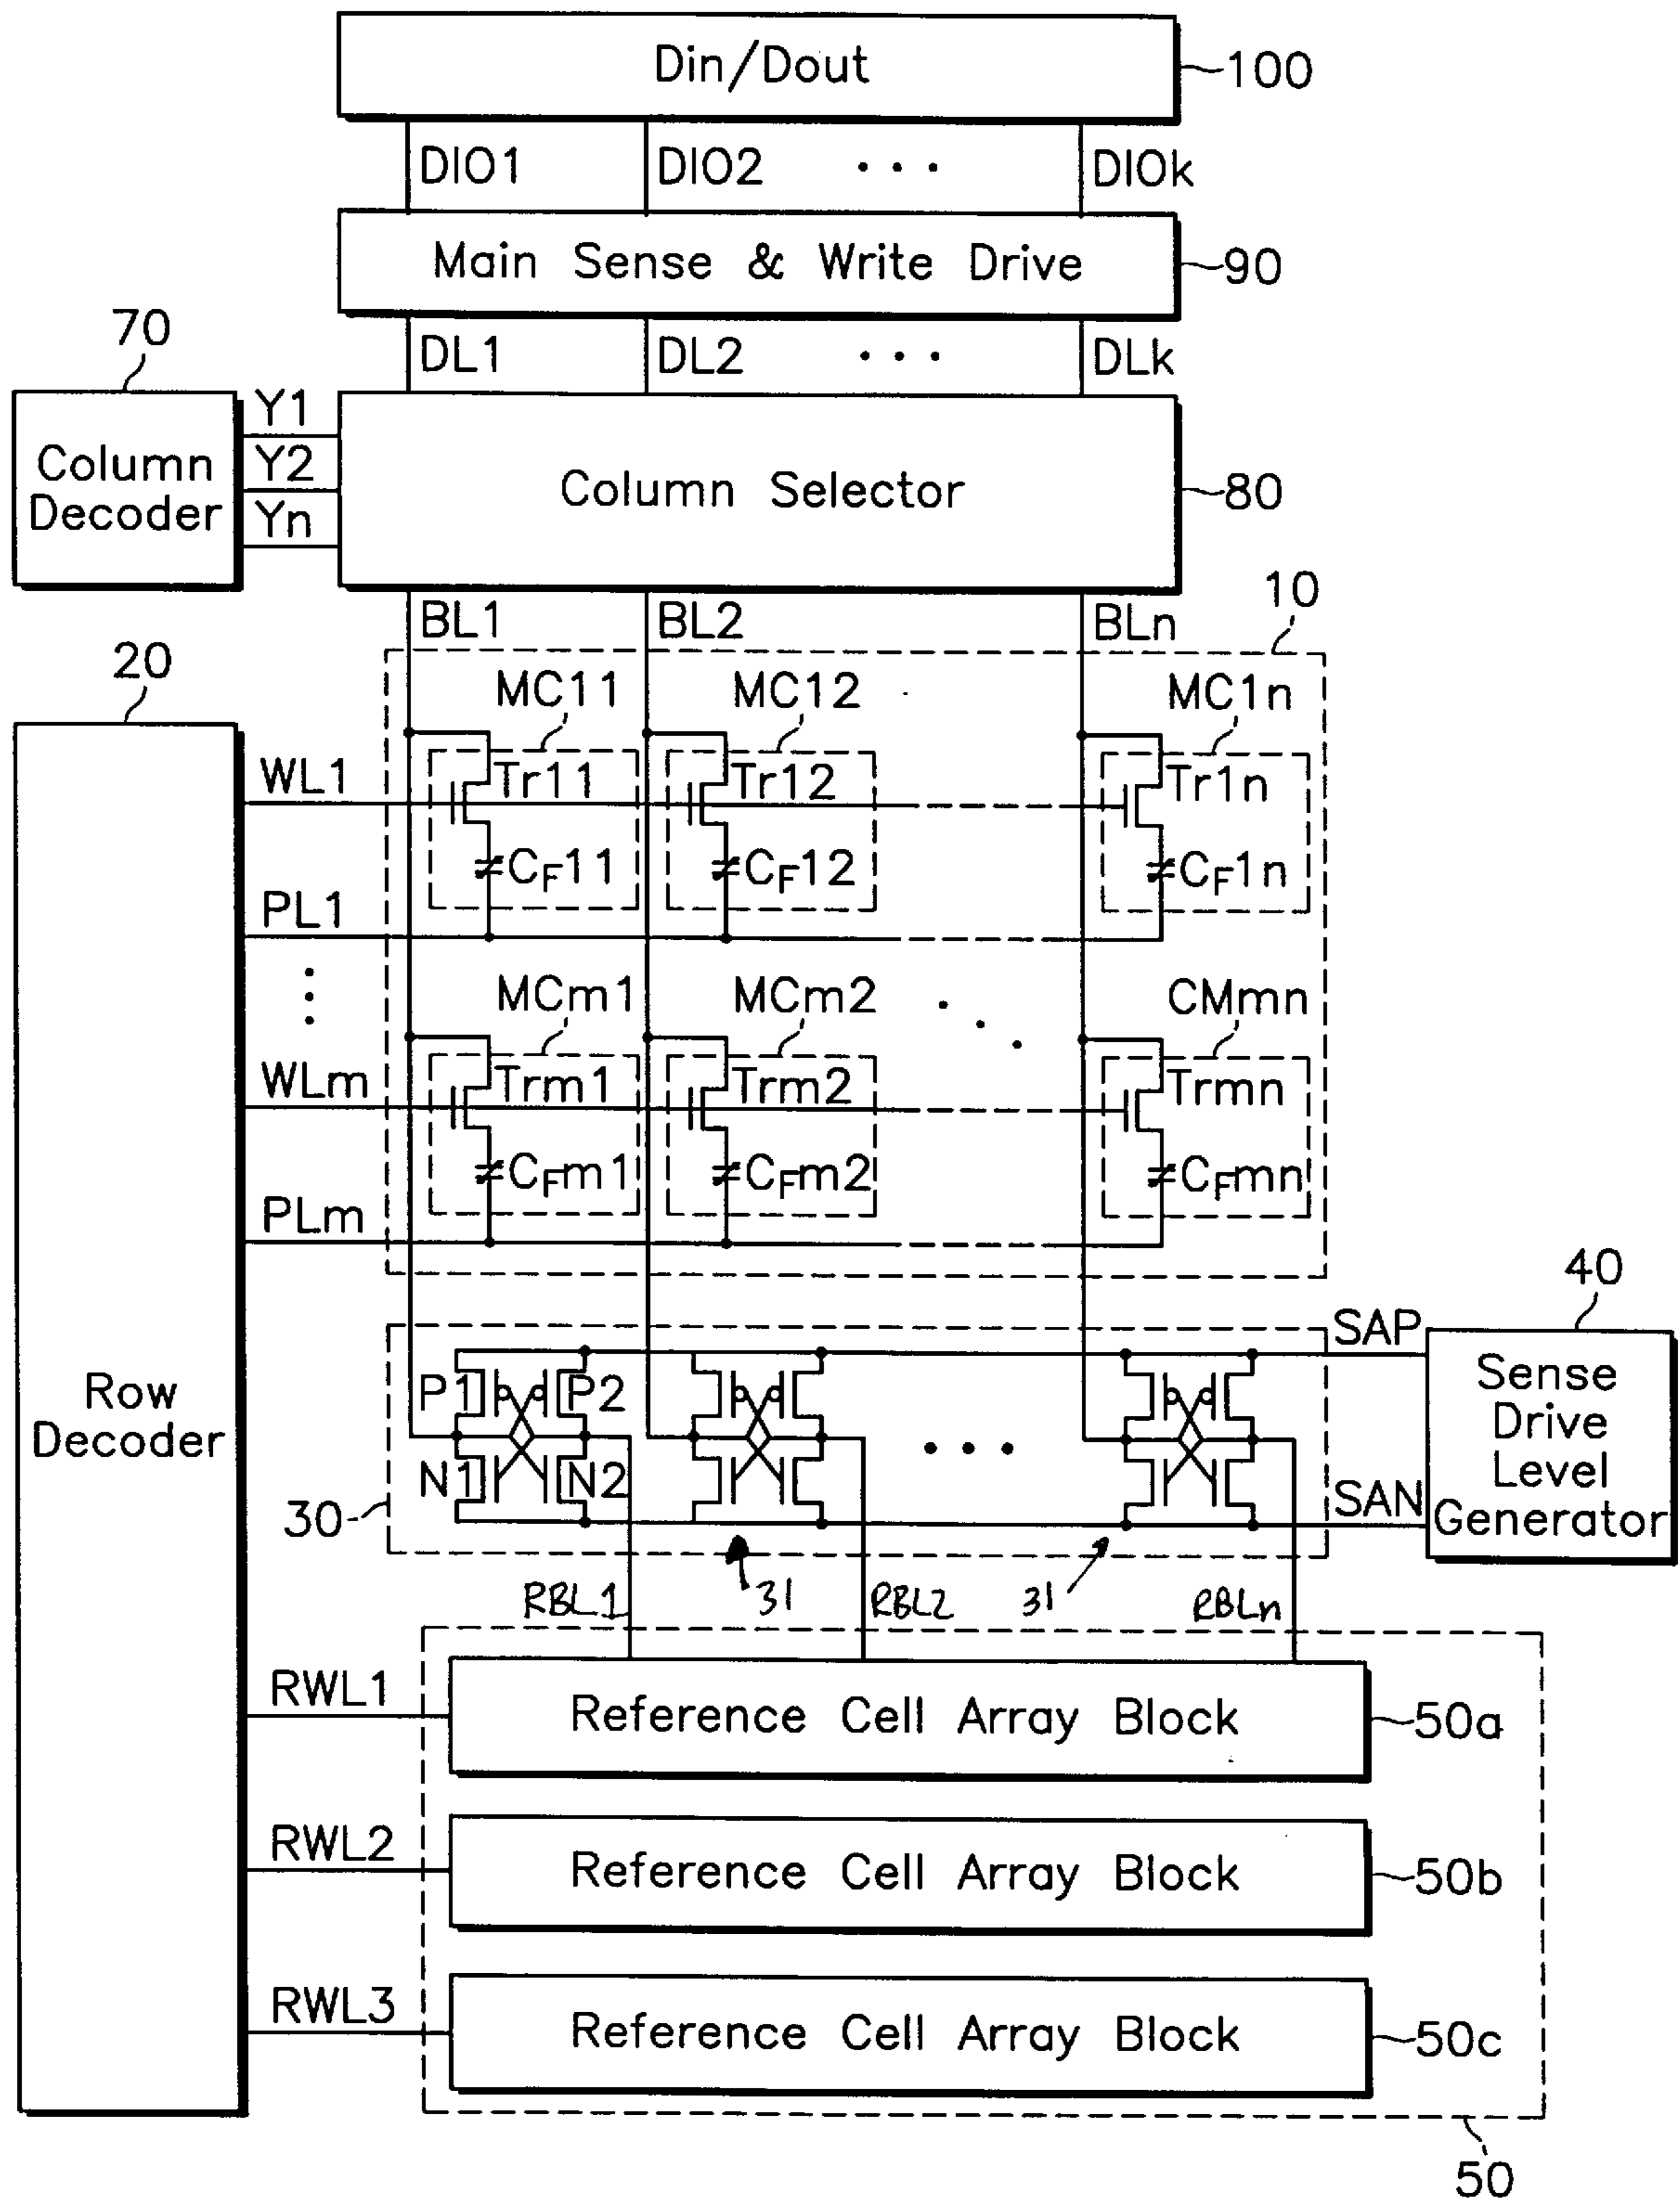 Din/Dout
100
DIO1
DIO2
DIOk
Main Sense & Write Drive
90
70
DL1
DL2
DLk
Column
Decoder
Y1
Y2
Yn
Column Selector
80
BL1
BL2
BLn
10
20
MC11
MC12
MC1n
WL1
Tr11
Tr12
Tr1n
CF11
CF12
CF1n
PL1
MCm1
MCm2
CMmn
WLm
Trm1
Trm2
Trmn
CFm1
CFm2
CFmn
PLm
40
Row
Decoder
P1
P2
SAP
Sense
Drive
Level
Generator
N1
N2
SAN
30
RBL1
31
RBL2
31
RBLn
RWL1
Reference Cell Array Block
50a
RWL2
Reference Cell Array Block
50b
RWL3
Reference Cell Array Block
50c
50